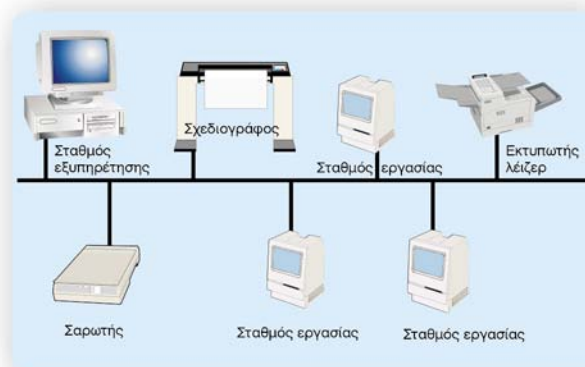 Σταθμός
εξυπηρέτησης
Σχεδιογράφος
Σταθμός εργασίας
Εκτυπωτής
λέιζερ
Σαρωτής
Σταθμός εργασίας
Σταθμός εργασίας